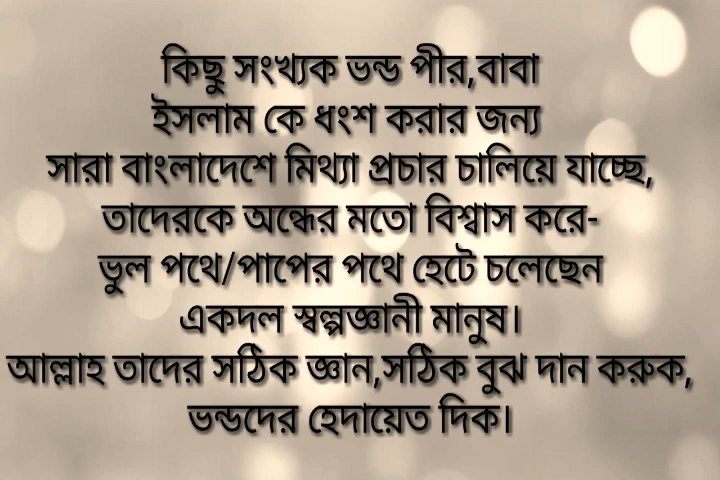 কিছু সংখ্যক ভন্ড পীর,বাবা
ইসলাম কে ধংশ করার জন্য
সারা বাংলাদেশে মিথ্যা প্রচার চালিয়ে যাচ্ছে,
তাদেরকে অন্ধের মতো বিশ্বাস করে-
ভুল পথে/পাপের পথে হেটে চলেছেন
একদল স্বল্পজ্ঞানী মানুষ।
আল্লাহ তাদের সঠিক জ্ঞান,সঠিক বুঝ দান করুক,
ভন্ডদের হেদায়েত দিক।